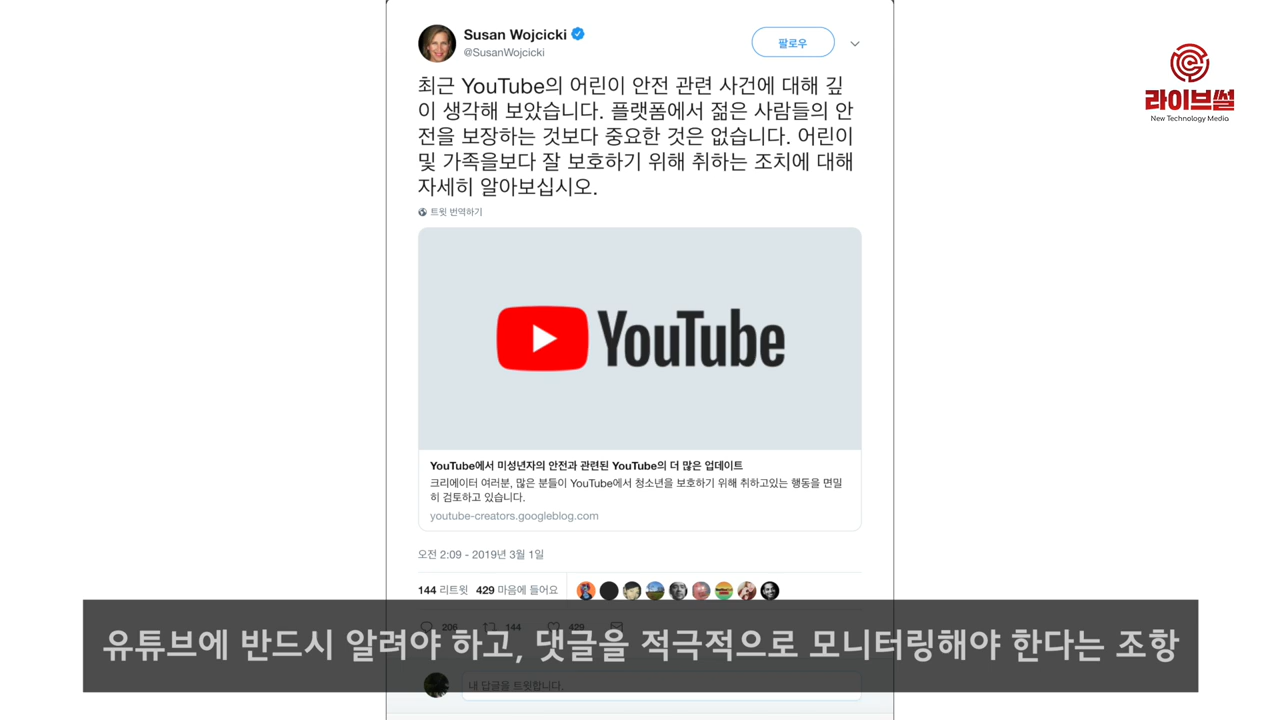 Susan Wojcicki
@SusanWojcicki
팔로우
라이브썰
New Technology Media
최근 YouTube의 어린이 안전 관련 사건에 대해 깊
이 생각해 보았습니다. 플랫폼에서 젊은 사람들의 안
전을 보장하는 것보다 중요한 것은 없습니다. 어린이
및 가족을보다 잘 보호하기 위해 취하는 조치에 대해
자세히 알아보십시오.
트윗 번역하기
YouTube
YouTube에서 미성년자의 안전과 관련된 YouTube의 더 많은 업데이트
크리에이터 여러분, 많은 분들이 YouTube에서 청소년을 보호하기 위해 취하고있는 행동을 면밀
히 검토하고 있습니다.
youtube-creators.googleblog.com
오전 2:09 - 2019년 3월 1일
144 리트윗 429 마음에 들어요
206 144 429
유튜브에 반드시 알려야 하고, 댓글을 적극적으로 모니터링해야 한다는 조항
내 답글을 트윗합니다.